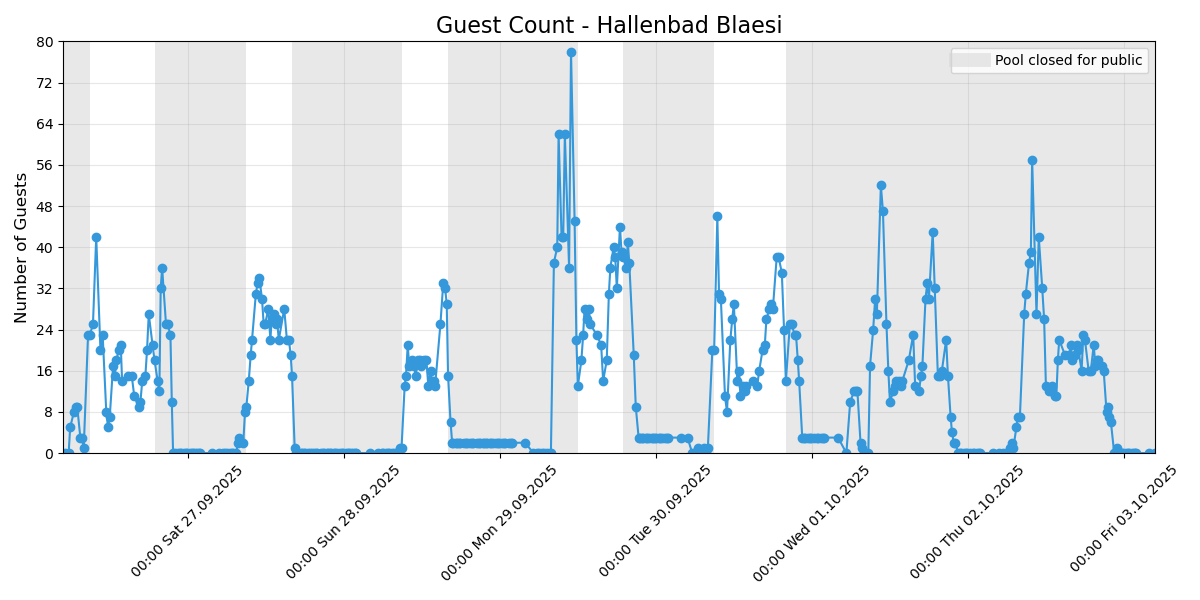 Guest Count - Hallenbad Blaesi
Pool closed for public
Number of Guests
80
72
64
56
48
40
32
24
16
8
0
00:00 Sat 27.09.2025
00:00 Sun 28.09.2025
00:00 Mon 29.09.2025
00:00 Tue 30.09.2025
00:00 Wed 01.10.2025
00:00 Thu 02.10.2025
00:00 Fri 03.10.2025